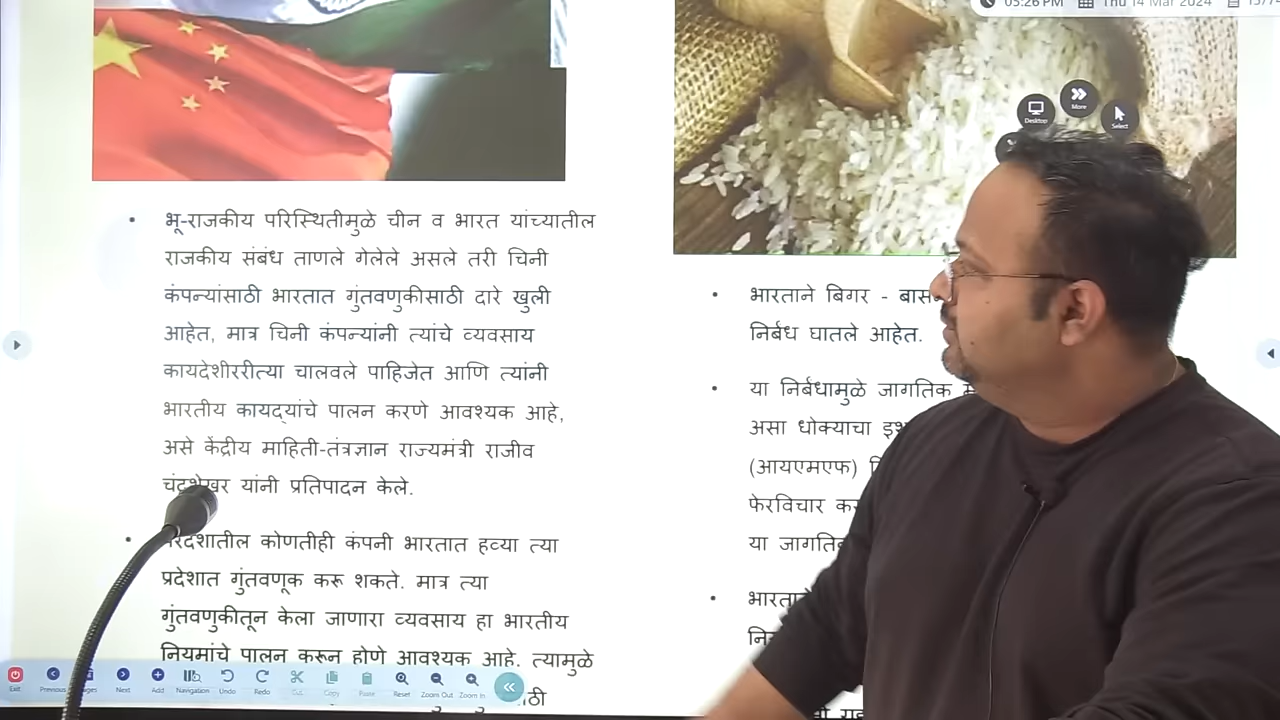 05:26 PM Thu 14 Mar 2024
More
Desktop
Select
भू-राजकीय परिस्थितीमुळे चीन व भारत यांच्यातील
राजकीय संबंध ताणले गेलेले असले तरी चिनी
कंपन्यांसाठी भारतात गुंतवणुकीसाठी दारे खुली
आहेत, मात्र चिनी कंपन्यांनी त्यांचे व्यवसाय
कायदेशीररीत्या चालवले पाहिजेत आणि त्यांनी
भारतीय कायद्यांचे पालन करणे आवश्यक आहे,
असे केंद्रीय माहिती-तंत्रज्ञान राज्यमंत्री राजीव
चंद्रशेखर यांनी प्रतिपादन केले.
परदेशातील कोणतीही कंपनी भारतात हव्या त्या
प्रदेशात गुंतवणूक करू शकते. मात्र त्या
गुंतवणुकीतून केला जाणारा व्यवसाय हा भारतीय
नियमांचे पालन करून होणे आवश्यक आहे. त्यामुळे
भारताने बिगर -
निर्बंध घातले आहेत.
या निर्बंधामुळे जागतिक
असा धोक्याचा
(आयएमएफ)
फेरविचार
या
भारताने
Exit Previous Next Add Navigation Undo Redo Cut Copy Paste Reset Zoom Out Zoom In